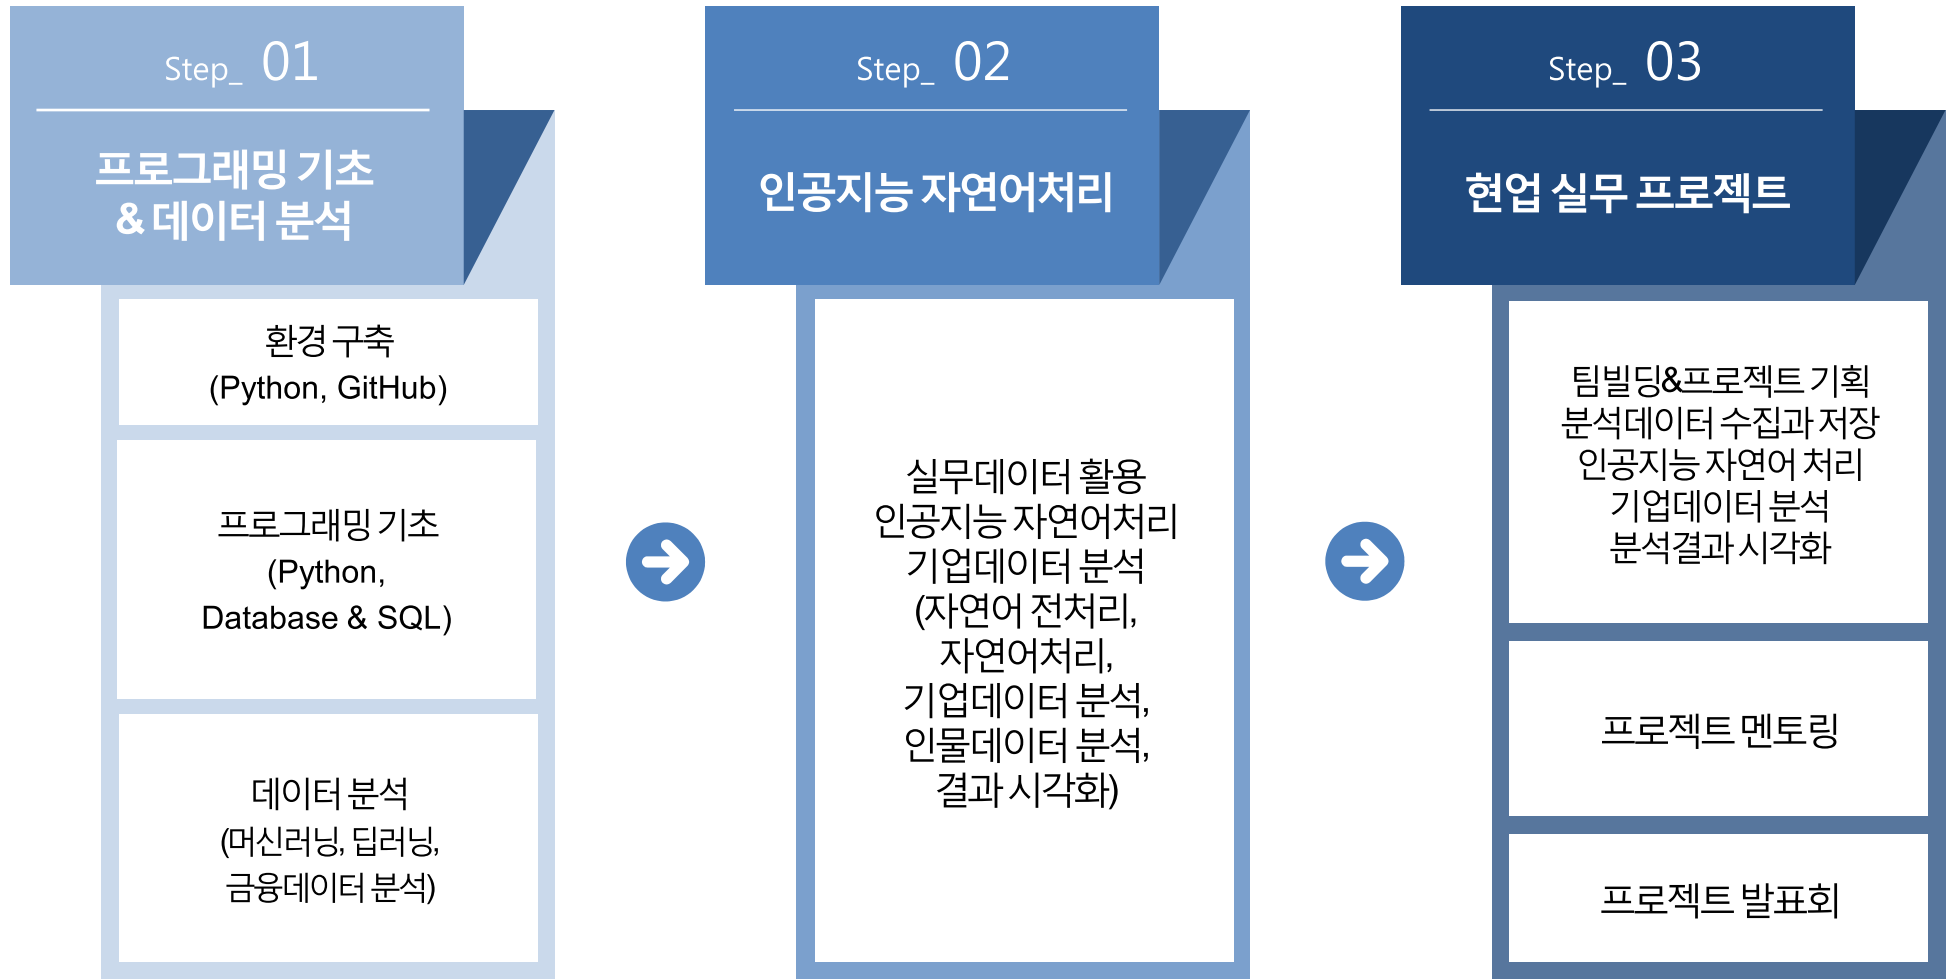 Step_ 01
프로그래밍 기초
& 데이터 분석
환경 구축
(Python, GitHub)
프로그래밍 기초
(Python,
Database & SQL)
데이터 분석
(머신러닝, 딥러닝,
금융데이터 분석)
Step_ 02
인공지능 자연어처리
실무데이터 활용
인공지능 자연어처리
기업데이터 분석
(자연어 전처리,
자연어처리,
기업데이터 분석,
인물데이터 분석,
결과 시각화)
Step_ 03
현업 실무 프로젝트
팀빌딩&프로젝트 기획
분석데이터 수집과 저장
인공지능 자연어 처리
기업데이터 분석
분석결과 시각화
프로젝트 멘토링
프로젝트 발표회